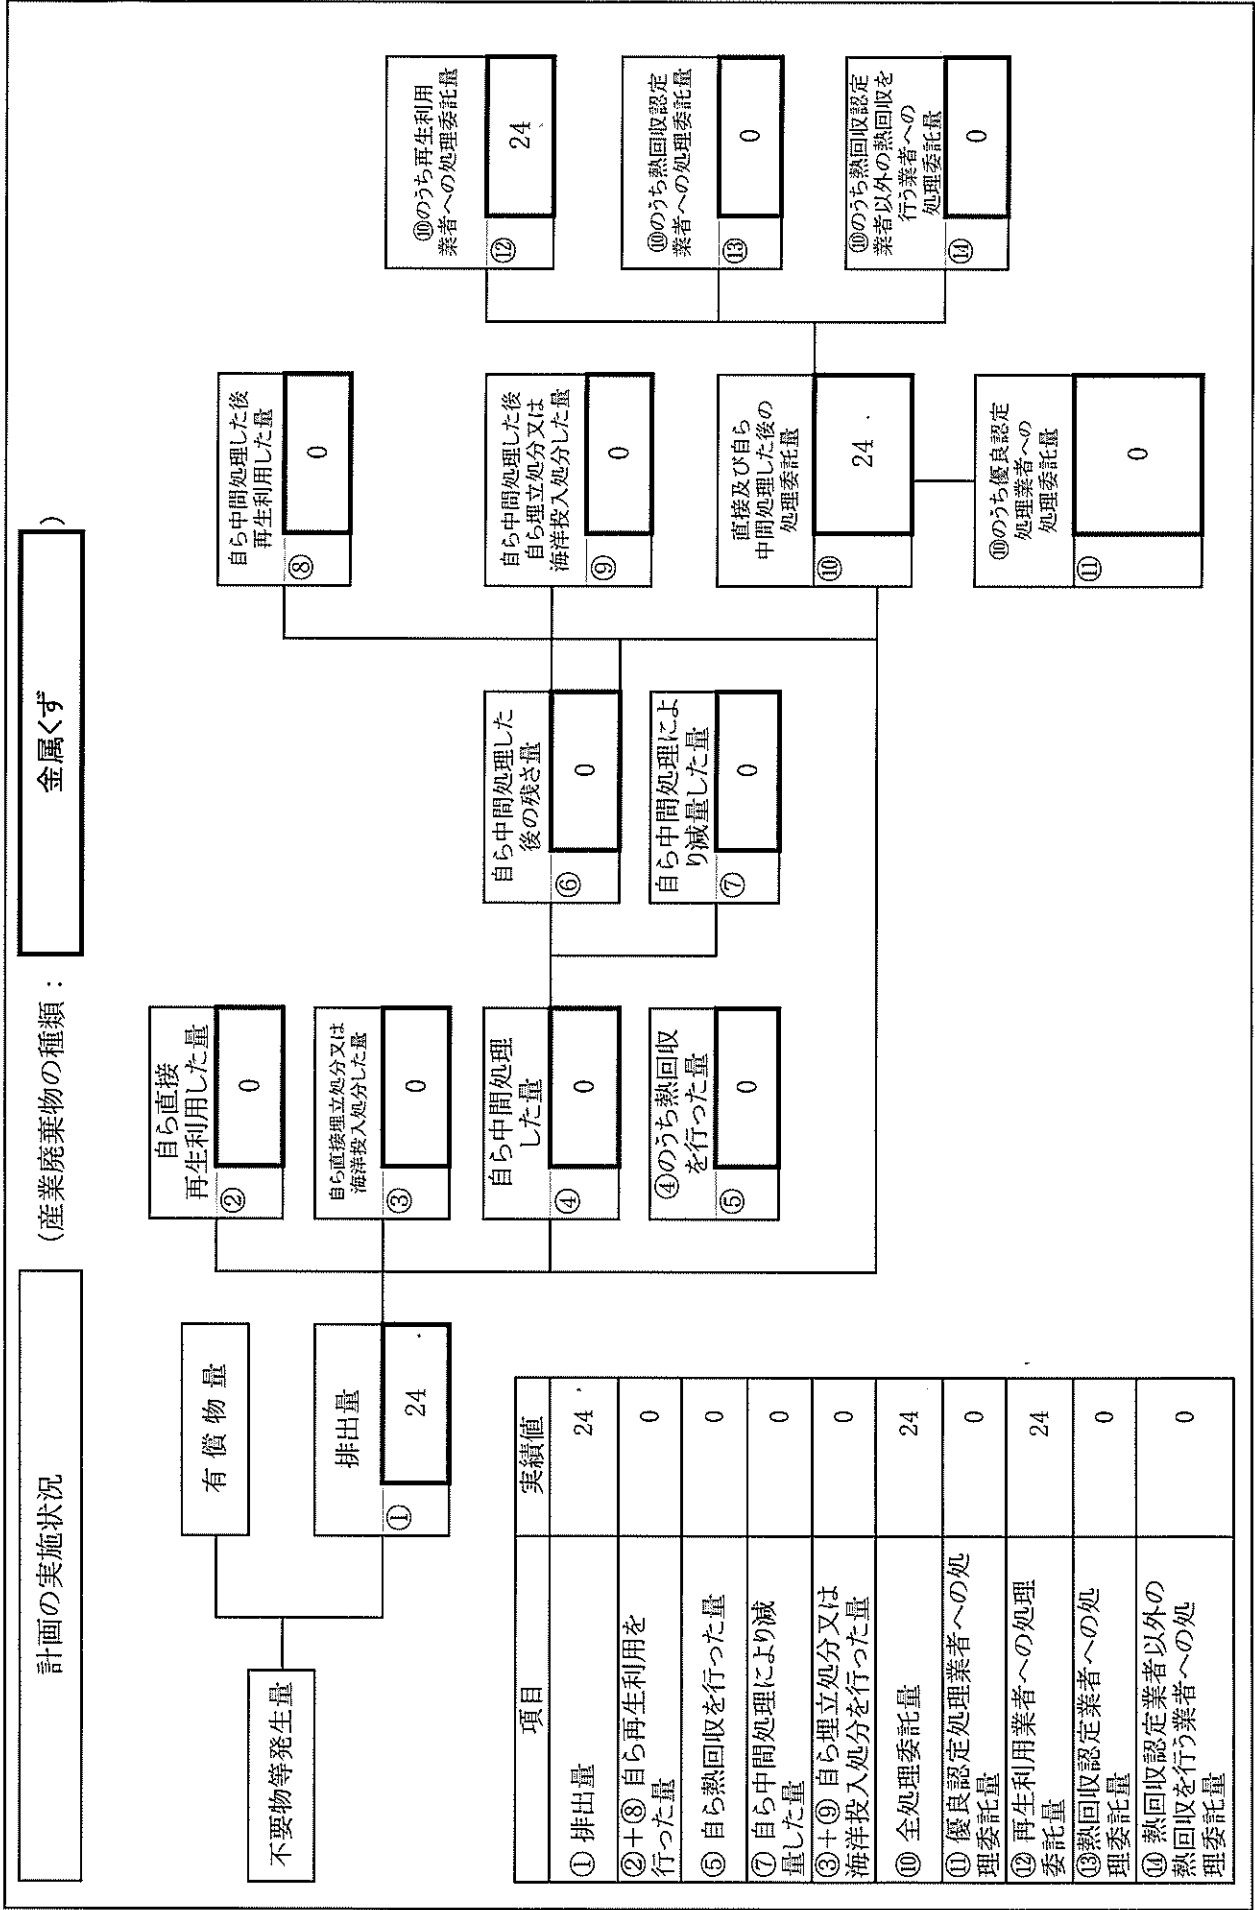 計画の実施状況
(産業廃棄物の種類: 金属くず )
不要物等発生量
有償物量
排出量
① 24
自ら直接
再生利用した量
② 0
自ら直接埋立処分又は
海洋投入処分した量
③ 0
自ら中間処理
した量
④ 0
④のうち熱回収
を行った量
⑤ 0
自ら中間処理した
後の残さ量
⑥ 0
自ら中間処理によ
り減量した量
⑦ 0
自ら中間処理した後
再生利用した量
⑧ 0
自ら中間処理した後
自ら埋立処分又は
海洋投入処分した量
⑨ 0
直接及び自ら
中間処理した後の
処理委託量
⑩ 24
⑩のうち優良認定
処理業者への
処理委託量
⑪ 0
⑩のうち再生利用
業者への処理委託量
⑫ 24
⑩のうち熱回収認定
業者への処理委託量
⑬ 0
⑩のうち熱回収認定
業者以外の熱回収を
行う業者への
処理委託量
⑭ 0
項目 実績値
① 排出量 24
②+⑧ 自ら再生利用を
行った量 0
⑤ 自ら熱回収を行った量 0
⑦ 自ら中間処理により減
量した量 0
③+⑨ 自ら埋立処分又は
海洋投入処分を行った量 0
⑩ 全処理委託量 24
⑪ 優良認定処理業者への処
理委託量 0
⑫ 再生利用業者への処理
委託量 24
⑬熱回収認定業者への処
理委託量 0
⑭ 熱回収認定業者以外の
熱回収を行う業者への処
理委託量 0